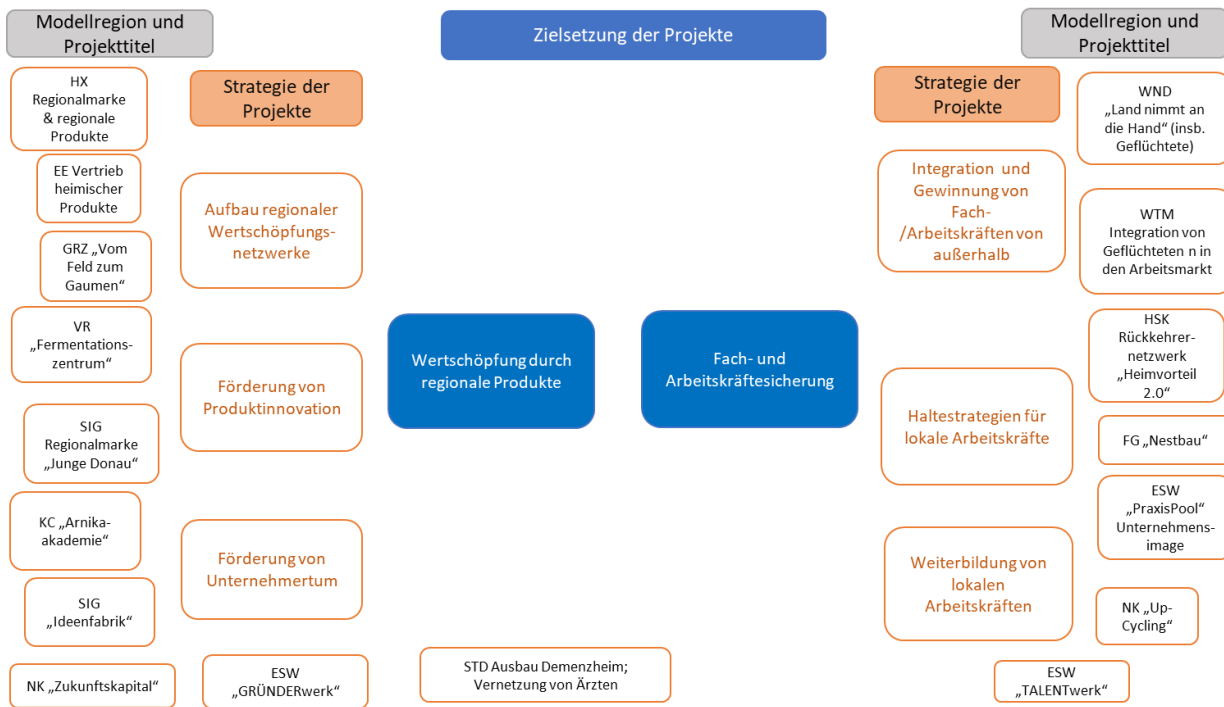 Modellregion und
Projekttitel
Zielsetzung der Projekte
Modellregion und
Projekttitel
HX
Regionalmarke
& regionale
Produkte
EE Vertrieb
heimischer
Produkte
GRZ „Vom
Feld zum
Gaumen“
VR
„Fermentations-
zentrum“
SIG
Regionalmarke
„Junge Donau“
KC „Arnika-
akademie“
SIG
„Ideenfabrik“
NK „Zukunftskapital“
Strategie der
Projekte
Aufbau regionaler
Wertschöpfungs-
netzwerke
Förderung von
Produktinnovation
Förderung von
Unternehmertum
ESW
„GRÜNDERwerk“
Wertschöpfung durch
regionale Produkte
Fach- und
Arbeitskräftesicherung
STD Ausbau Demenzheim;
Vernetzung von Ärzten
Strategie der
Projekte
Integration und
Gewinnung von
Fach-
/Arbeitskräften von
außerhalb
Haltestrategien für
lokale Arbeitskräfte
Weiterbildung von
lokalen
Arbeitskräften
WND
„Land nimmt an
die Hand“ (insb.
Geflüchtete)
WTM
Integration von
Geflüchteten n in
den Arbeitsmarkt
HSK
Rückkehrer-
netzwerk
„Heimvorteil
2.0“
FG „Nestbau“
ESW
„PraxisPool“
Unternehmens-
image
NK „Up-
Cycling“
ESW
„TALENTwerk“